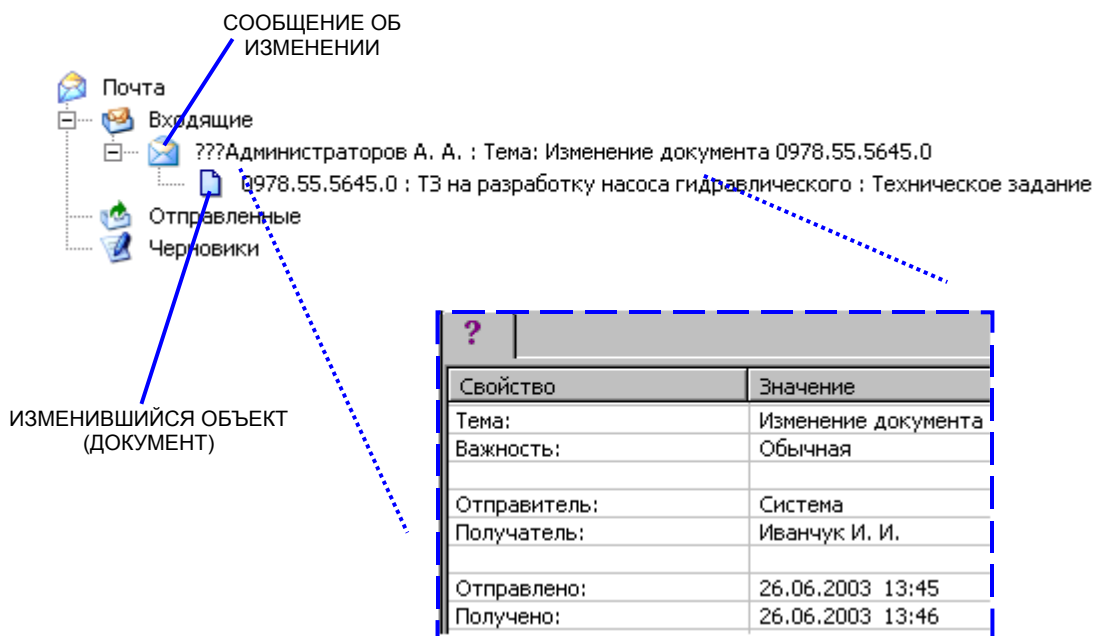 СООБЩЕНИЕ ОБ
ИЗМЕНЕНИИ
Почта
Входящие
???Администраторов А. А. : Тема: Изменение документа 0978.55.5645.0
0978.55.5645.0 : ТЗ на разработку насоса гидравлического : Техническое задание
Отправленные
Черновики
ИЗМЕНИВШИЙСЯ ОБЪЕКТ
(ДОКУМЕНТ)
?
Свойство Значение
Тема: Изменение документа
Важность: Обычная
Отправитель: Система
Получатель: Иванчук И. И.
Отправлено: 26.06.2003 13:45
Получено: 26.06.2003 13:46